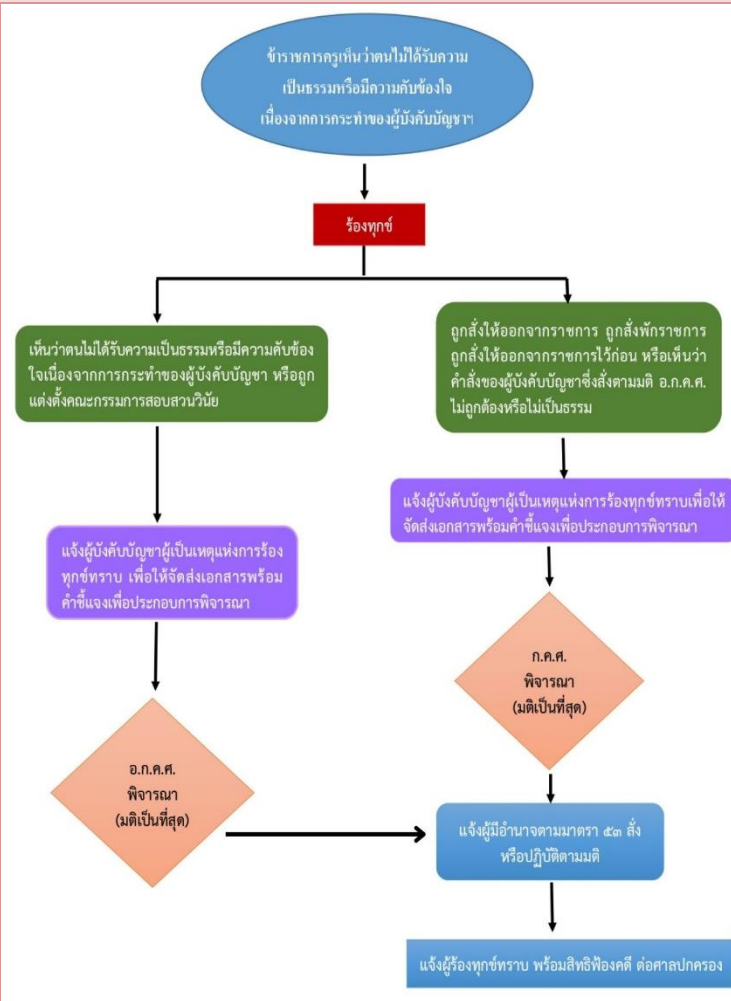 ข้าราชการครูเห็นว่าตนไม่ได้รับความ
เป็นธรรมหรือมีความคับข้องใจ
เนื่องจากการกระทำของผู้บังคับบัญชาฯ
ร้องทุกข์
เห็นว่าตนไม่ได้รับความเป็นธรรมหรือมีความคับข้อง
ใจเนื่องจากการกระทำของผู้บังคับบัญชา หรือถูก
แต่งตั้งคณะกรรมการสอบสวนวินัย
แจ้งผู้บังคับบัญชาผู้เป็นเหตุแห่งการร้อง
ทุกข์ทราบ เพื่อให้จัดส่งเอกสารพร้อม
คำชี้แจงเพื่อประกอบการพิจารณา
อ.ก.ค.ศ.
พิจารณา
(มติเป็นที่สุด)
ถูกสั่งให้ออกจากราชการ ถูกสั่งพักราชการ
ถูกสั่งให้ออกจากราชการไว้ก่อน หรือเห็นว่า
คำสั่งของผู้บังคับบัญชาซึ่งสั่งตามมติ อ.ก.ค.ศ.
ไม่ถูกต้องหรือไม่เป็นธรรม
แจ้งผู้บังคับบัญชาผู้เป็นเหตุแห่งการร้องทุกข์ทราบเพื่อให้
จัดส่งเอกสารพร้อมคำชี้แจงเพื่อประกอบการพิจารณา
ก.ค.ศ.
พิจารณา
(มติเป็นที่สุด)
แจ้งผู้มีอำนาจตามมาตรา ๕๓ สั่ง
หรือปฏิบัติตามมติ
แจ้งผู้ร้องทุกข์ทราบ พร้อมสิทธิฟ้องคดี ต่อศาลปกครอง